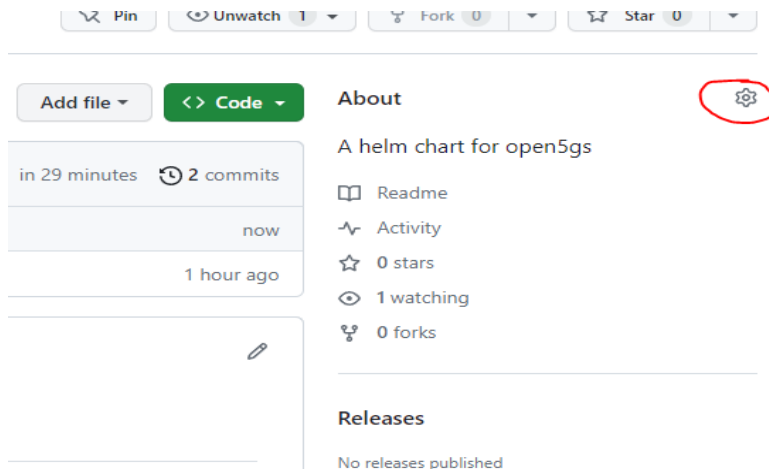 Pin Unwatch 1 Fork 0 Star 0
Add file <> Code
in 29 minutes 2 commits
now
1 hour ago
About
A helm chart for open5gs
Readme
Activity
0 stars
1 watching
0 forks
Releases
No releases published